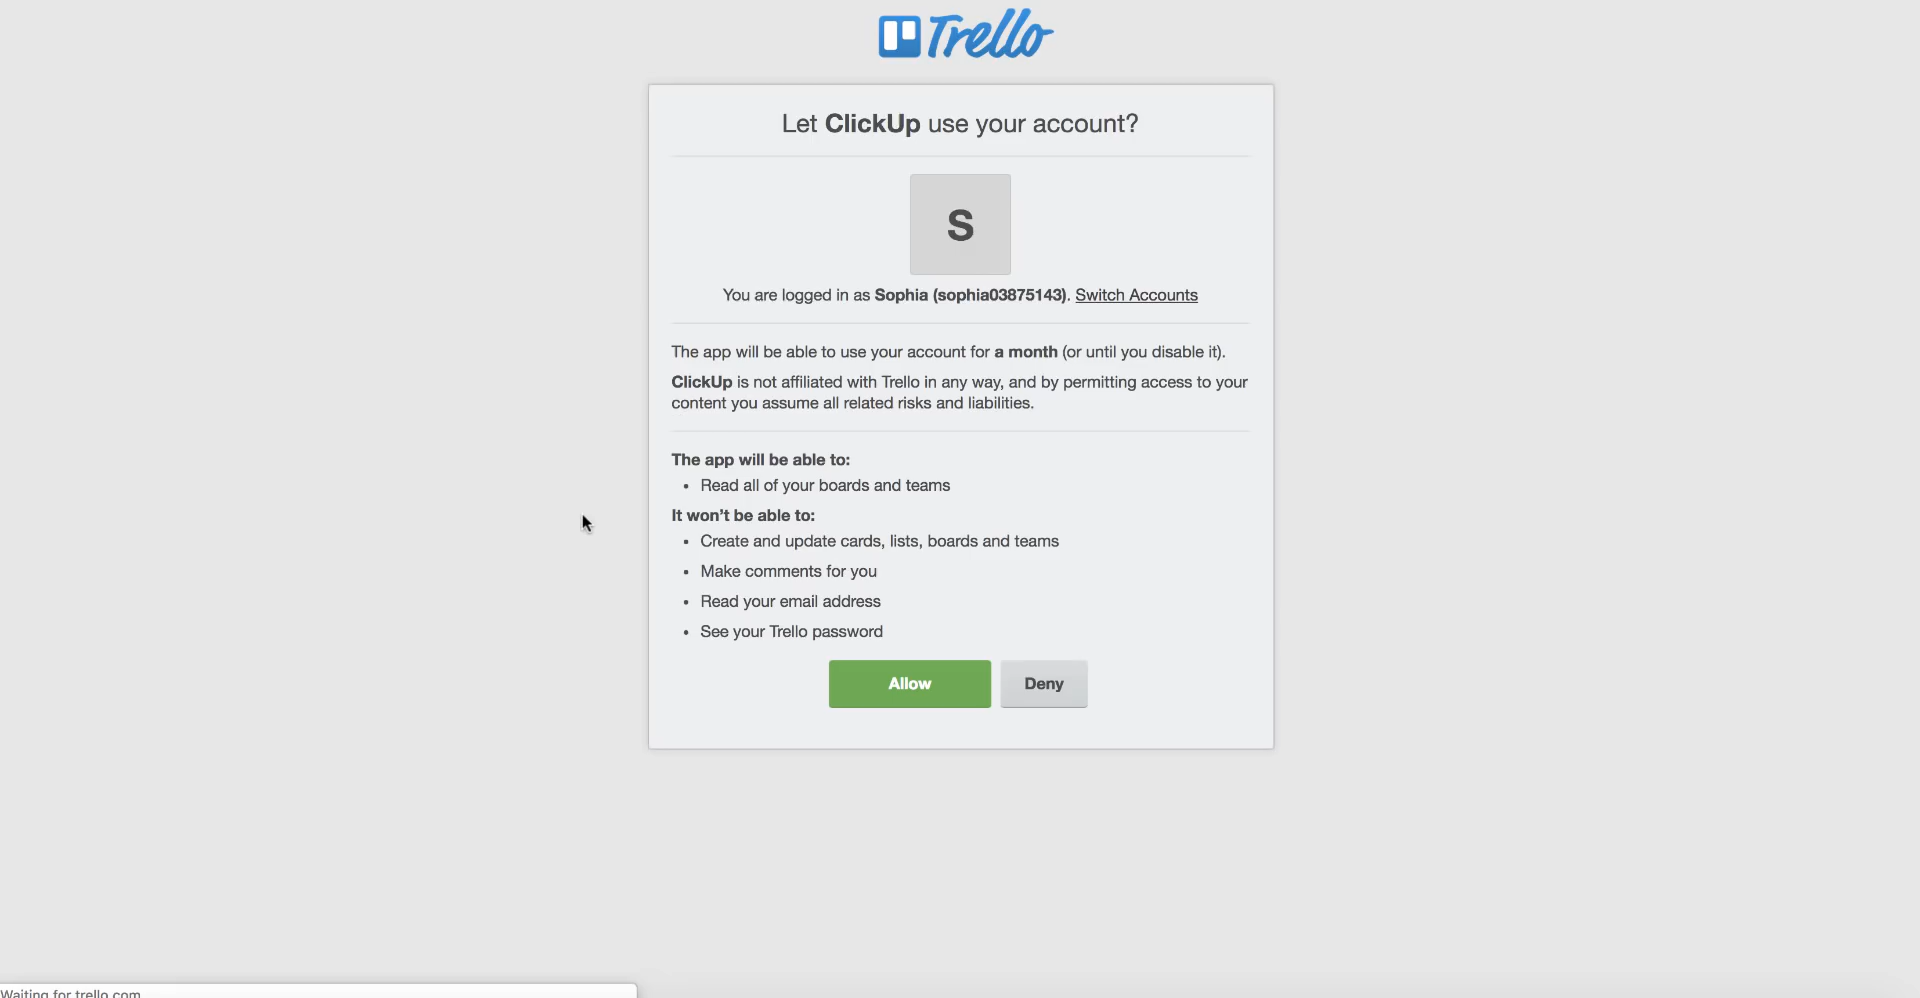 Trello
Let ClickUp use your account?
S
You are logged in as Sophia (sophia03875143). Switch Accounts
The app will be able to use your account for a month (or until you disable it).
ClickUp is not affiliated with Trello in any way, and by permitting access to your
content you assume all related risks and liabilities.
The app will be able to:
• Read all of your boards and teams
It won't be able to:
• Create and update cards, lists, boards and teams
• Make comments for you
• Read your email address
• See your Trello password
Allow
Deny
Waiting for trello.com